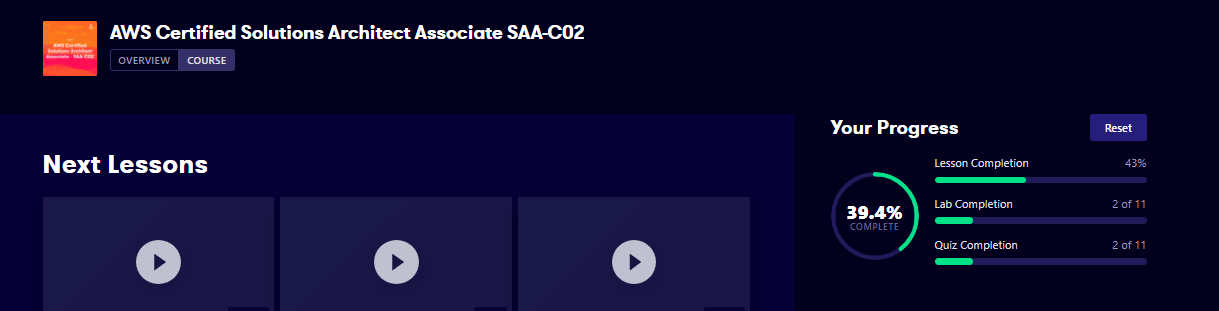 AWS Certified Solutions Architect Associate SAA-C02
AWS Certified
Solutions Architect
Associate - SAA-C02
OVERVIEW
COURSE
Next Lessons
Your Progress
Reset
39.4%
COMPLETE
Lesson Completion
43%
Lab Completion
2 of 11
Quiz Completion
2 of 11